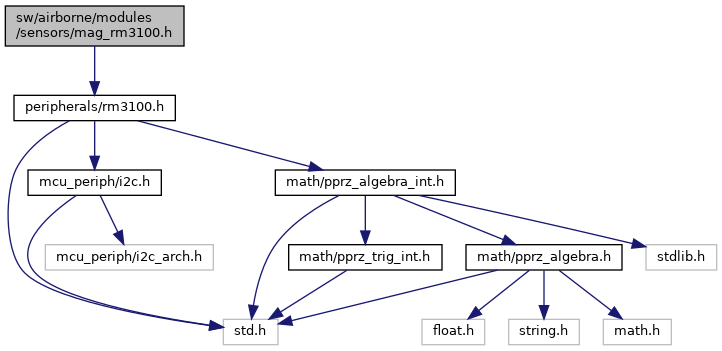 sw/airborne/modules
/sensors/mag_rm3100.h
peripherals/rm3100.h
mcu_periph/i2c.h
math/pprz_algebra_int.h
mcu_periph/i2c_arch.h
math/pprz_trig_int.h
math/pprz_algebra.h
stdlib.h
std.h
float.h
string.h
math.h